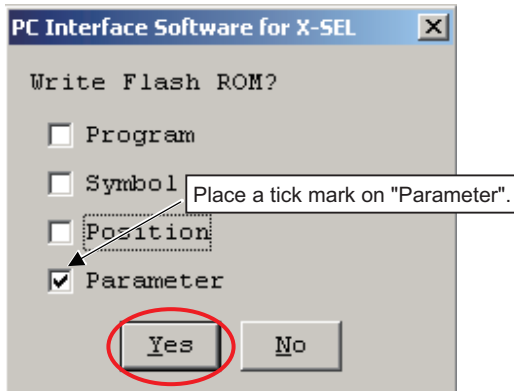 PC Interface Software for X-SEL
Write Flash ROM?
Program
Symbol
Place a tick mark on "Parameter".
Position
Parameter
Yes No